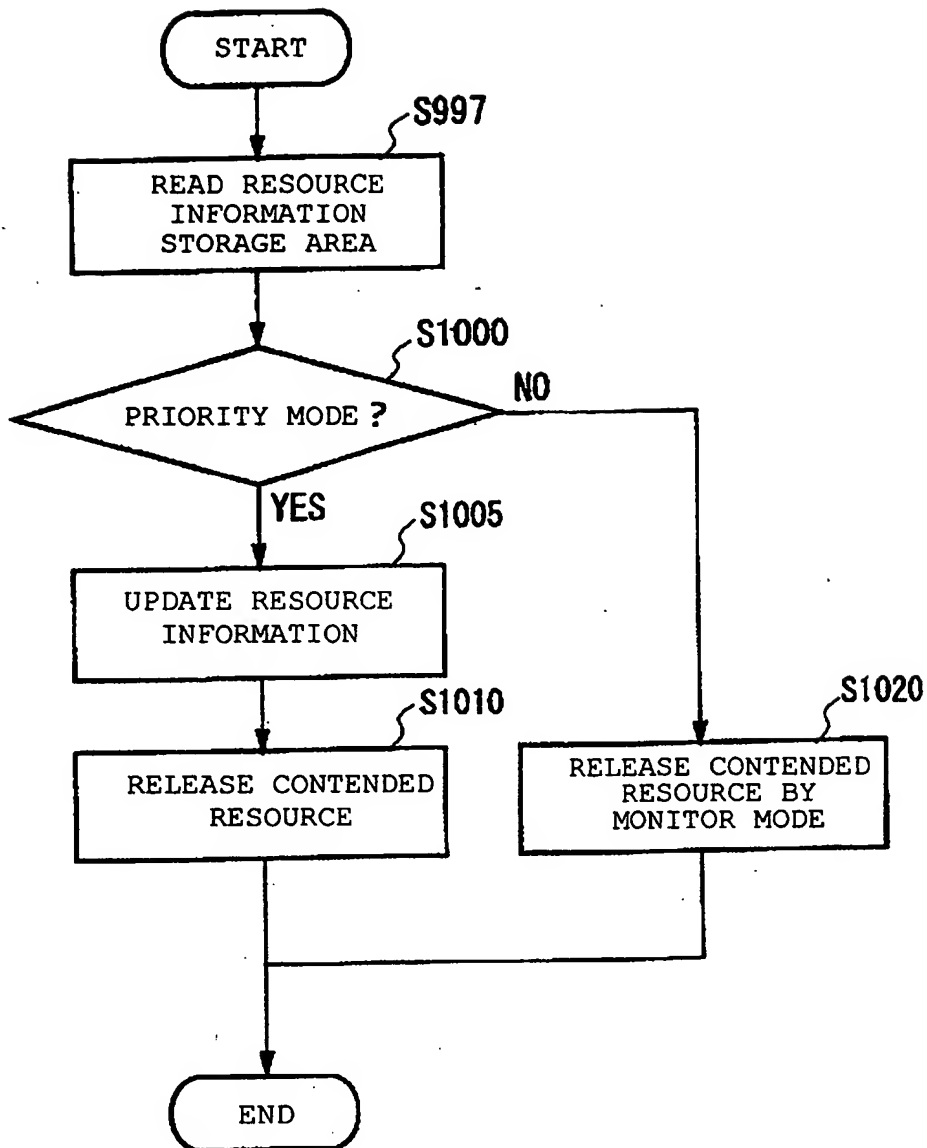 START
S997
READ RESOURCE
INFORMATION
STORAGE AREA
S1000
PRIORITY MODE ?
NO
YES
S1005
UPDATE RESOURCE
INFORMATION
S1010
RELEASE CONTENDED
RESOURCE
S1020
RELEASE CONTENDED
RESOURCE BY
MONITOR MODE
END